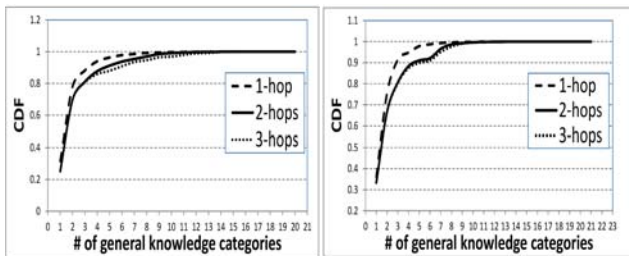 1.2
1
0.8
0.6
0.4
0.2
0
CDF
1-hop
2-hops
3-hops
0 1 2 3 4 5 6 7 8 9 10 11 12 13 14 15 16 17 18 19 20 21
# of general knowledge categories
1.1
1
0.9
0.8
0.7
0.6
0.5
0.4
0.3
0.2
CDF
1-hop
2-hops
3-hops
0 1 2 3 4 5 6 7 8 9 10 11 12 13 14 15 16 17 18 19 20 21 22 23
# of general knowledge categories